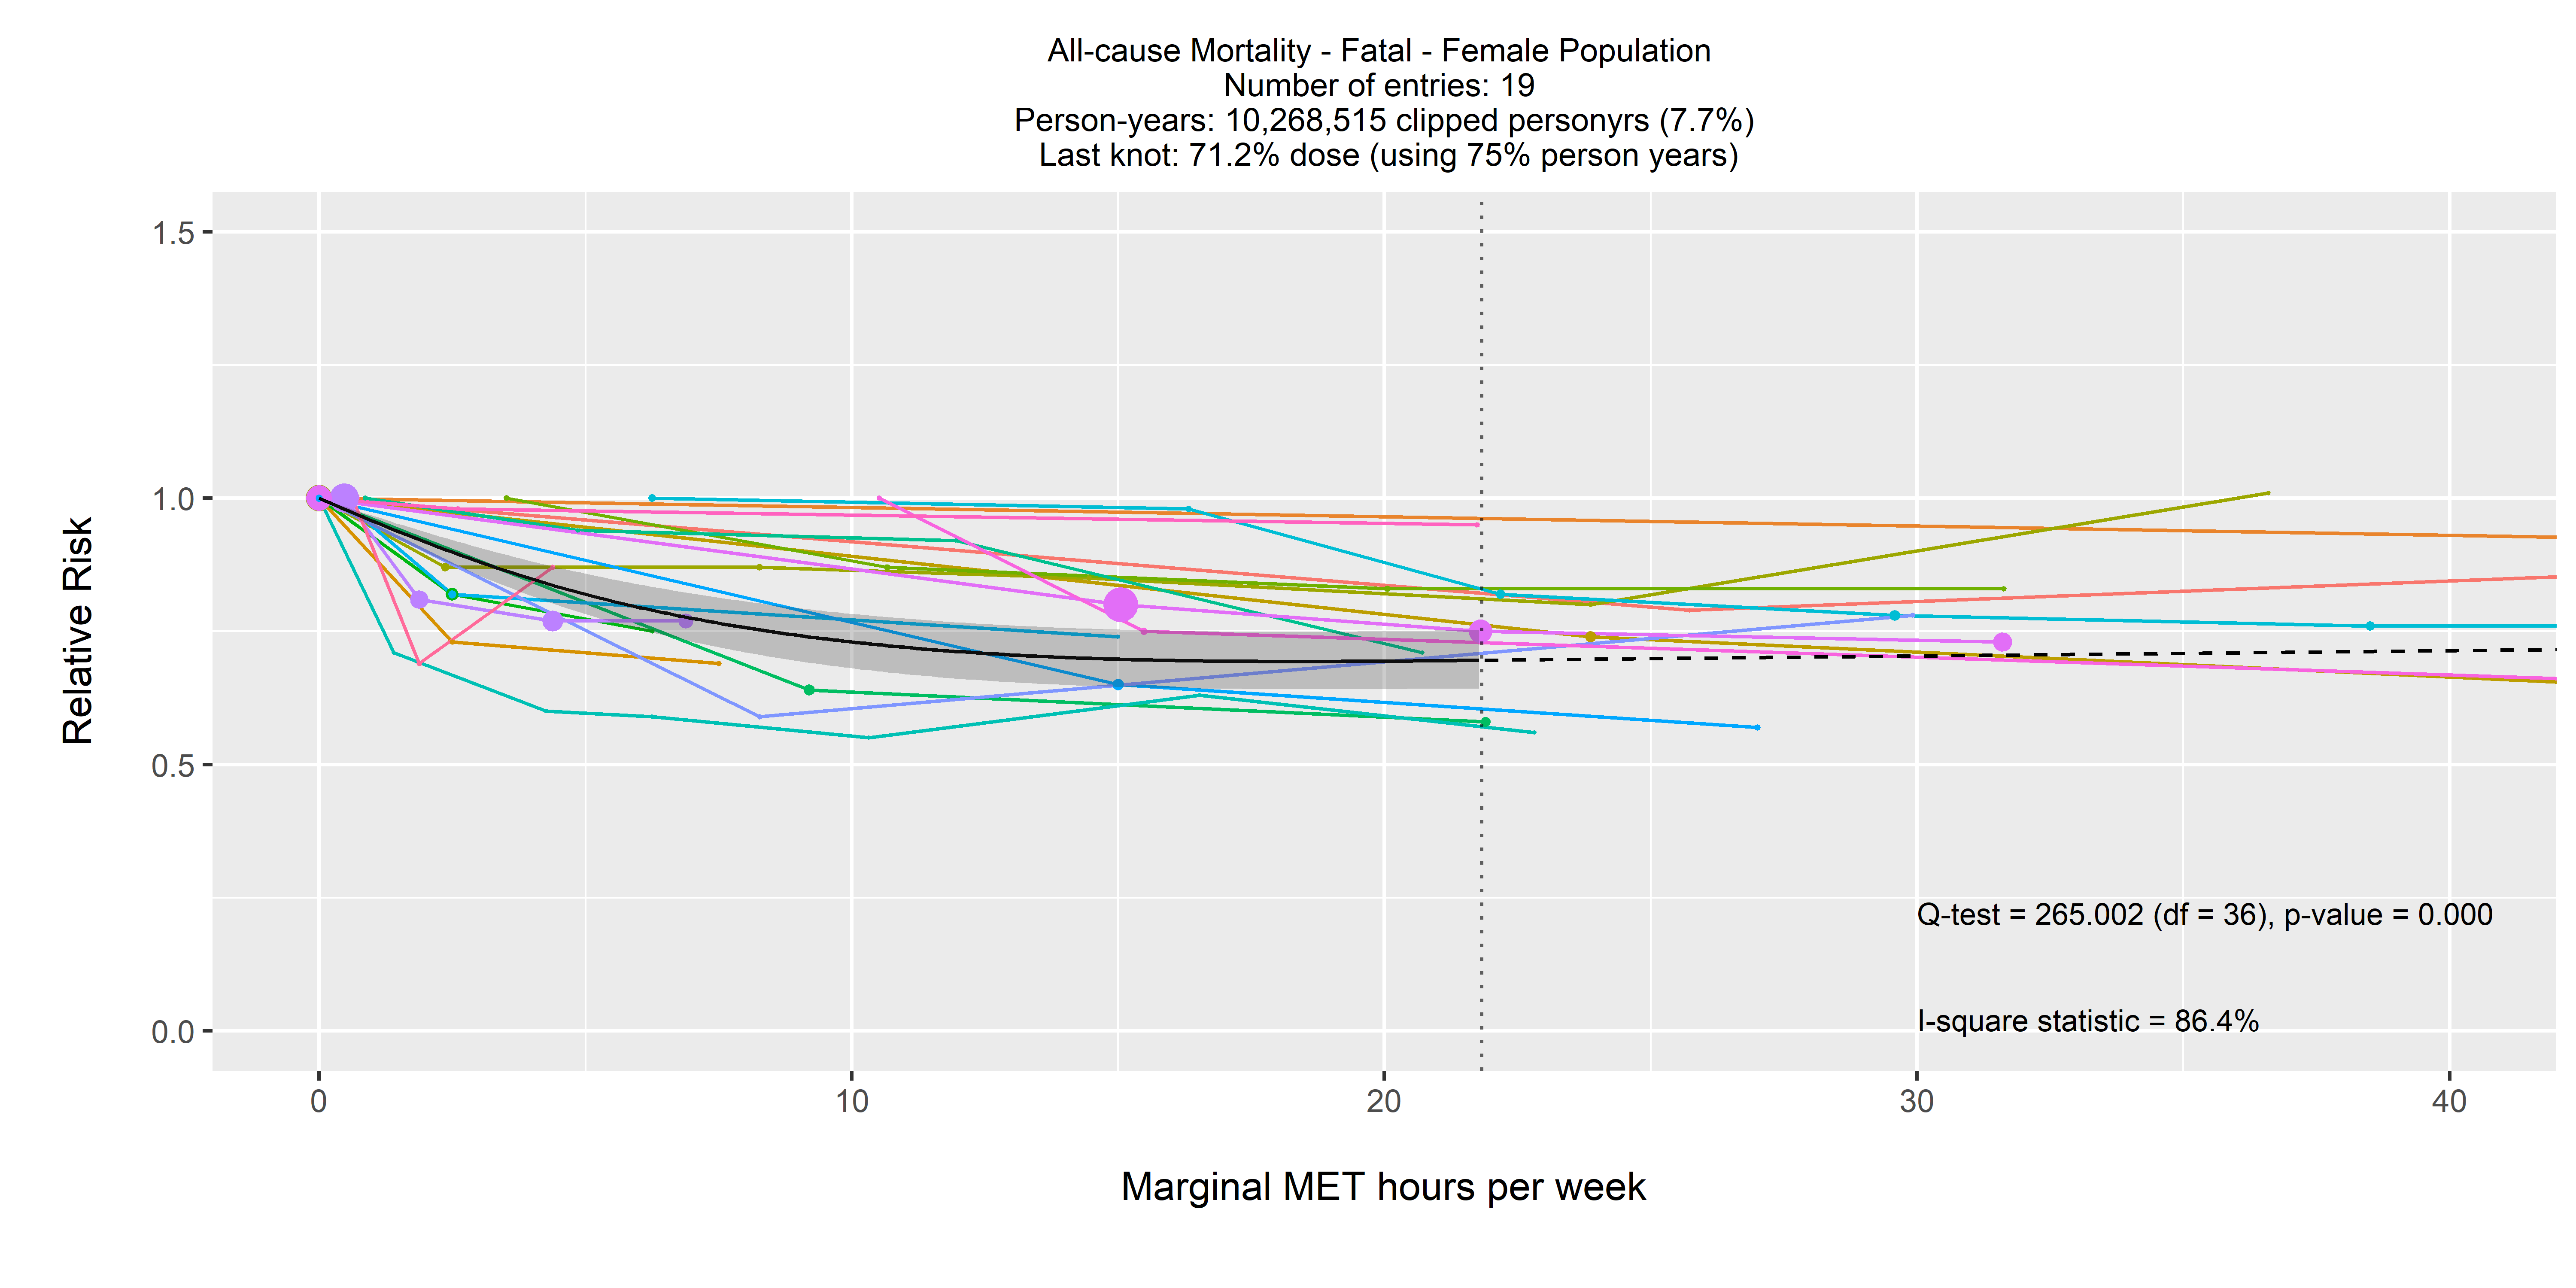 All-cause Mortality - Fatal - Female Population
Number of entries: 19
Person-years: 10,268,515 clipped personyrs (7.7%)
Last knot: 71.2% dose (using 75% person years)
1.5
1.0
0.5
0.0
Relative Risk
Q-test = 265.002 (df = 36), p-value = 0.000
I-square statistic = 86.4%
0 10 20 30 40
Marginal MET hours per week